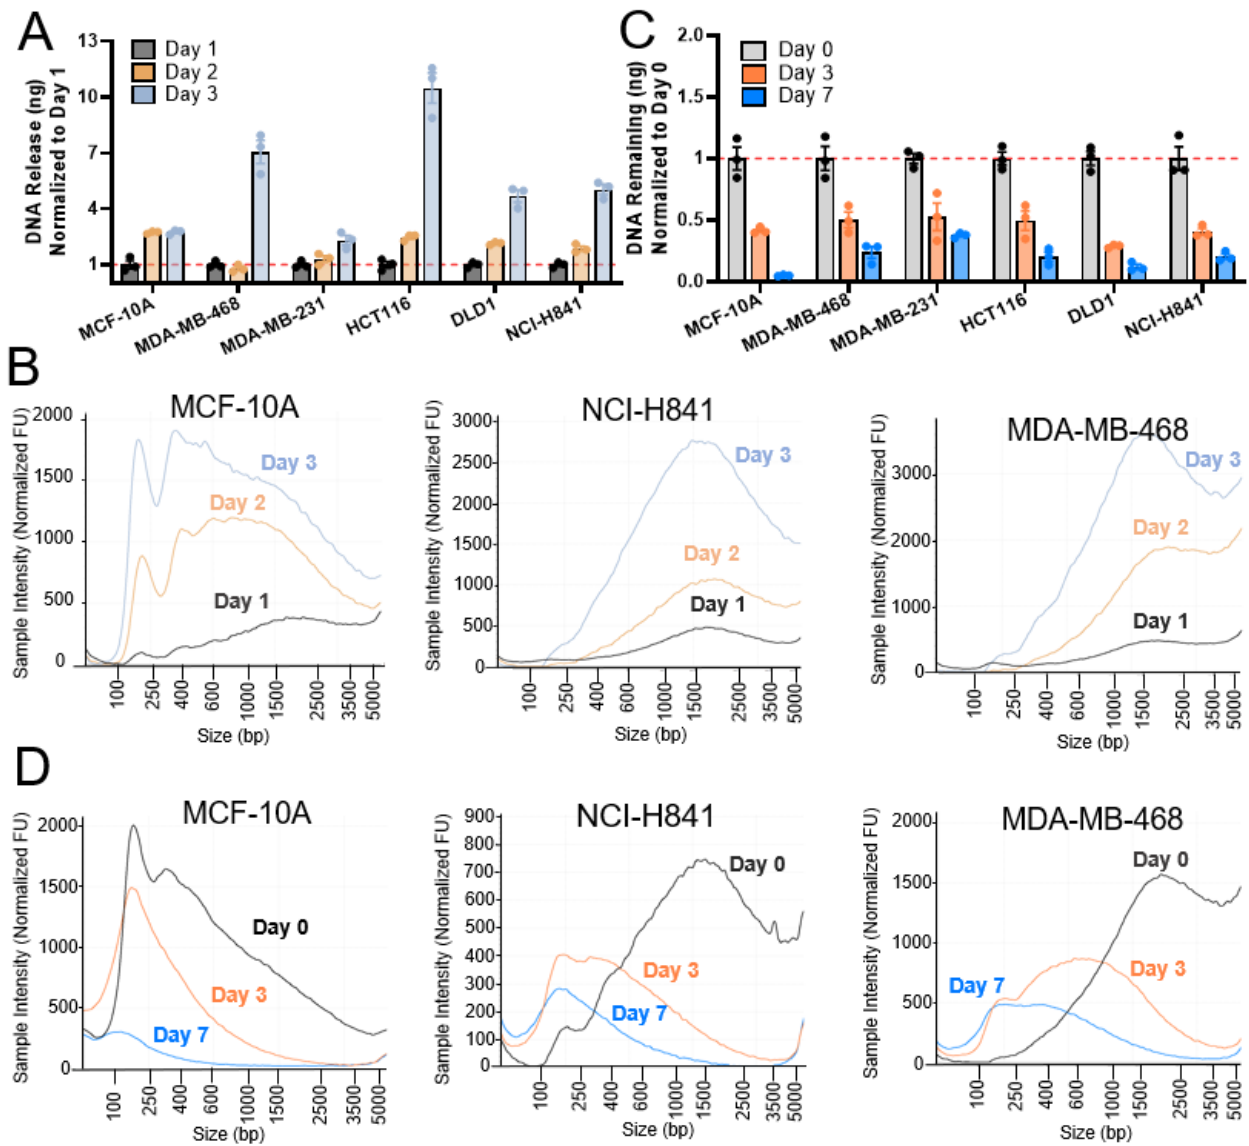 A
DNA Release (ng)
Normalized to Day 1
13
10
7
4
1
Day 1
Day 2
Day 3
MCF-10A
MDA-MB-468
MDA-MB-231
HCT116
DLD1
NCI-H841
C
DNA Remaining (ng)
Normalized to Day 0
2.0
1.5
1
0.5
0.0
Day 0
Day 3
Day 7
MCF-10A
MDA-MB-468
MDA-MB-231
HCT116
DLD1
NCI-H841
B
MCF-10A
Sample Intensity (Normalized FU)
2000
1500
1000
500
0
Day 3
Day 2
Day 1
100 250 400 600 1000 1500 3500 5000
Size (bp)
NCI-H841
Sample Intensity (Normalized FU)
3000
2500
2000
1500
1000
500
0
Day 3
Day 2
Day 1
100 250 400 600 1000 1500 2500 3500 5000
Size (bp)
MDA-MB-468
Sample Intensity (Normalized FU)
3000
2000
1000
0
Day 3
Day 2
Day 1
100 250 400 600 1000 1500 2500 3500 5000
Size (bp)
D
MCF-10A
Sample Intensity (Normalized FU)
2000
1500
1000
500
0
Day 0
Day 3
Day 7
100 250 400 600 1000 1500 2500 3500 5000
Size (bp)
NCI-H841
Sample Intensity (Normalized FU)
900
800
700
600
500
400
300
200
100
0
Day 0
Day 3
Day 7
100 250 400 600 1000 1500 2500 3500 5000
Size (bp)
MDA-MB-468
Sample Intensity (Normalized FU)
2000
1500
1000
500
0
Day 0
Day 3
Day 7
100 250 400 600 1000 1500 2500 3500 5000
Size (bp)